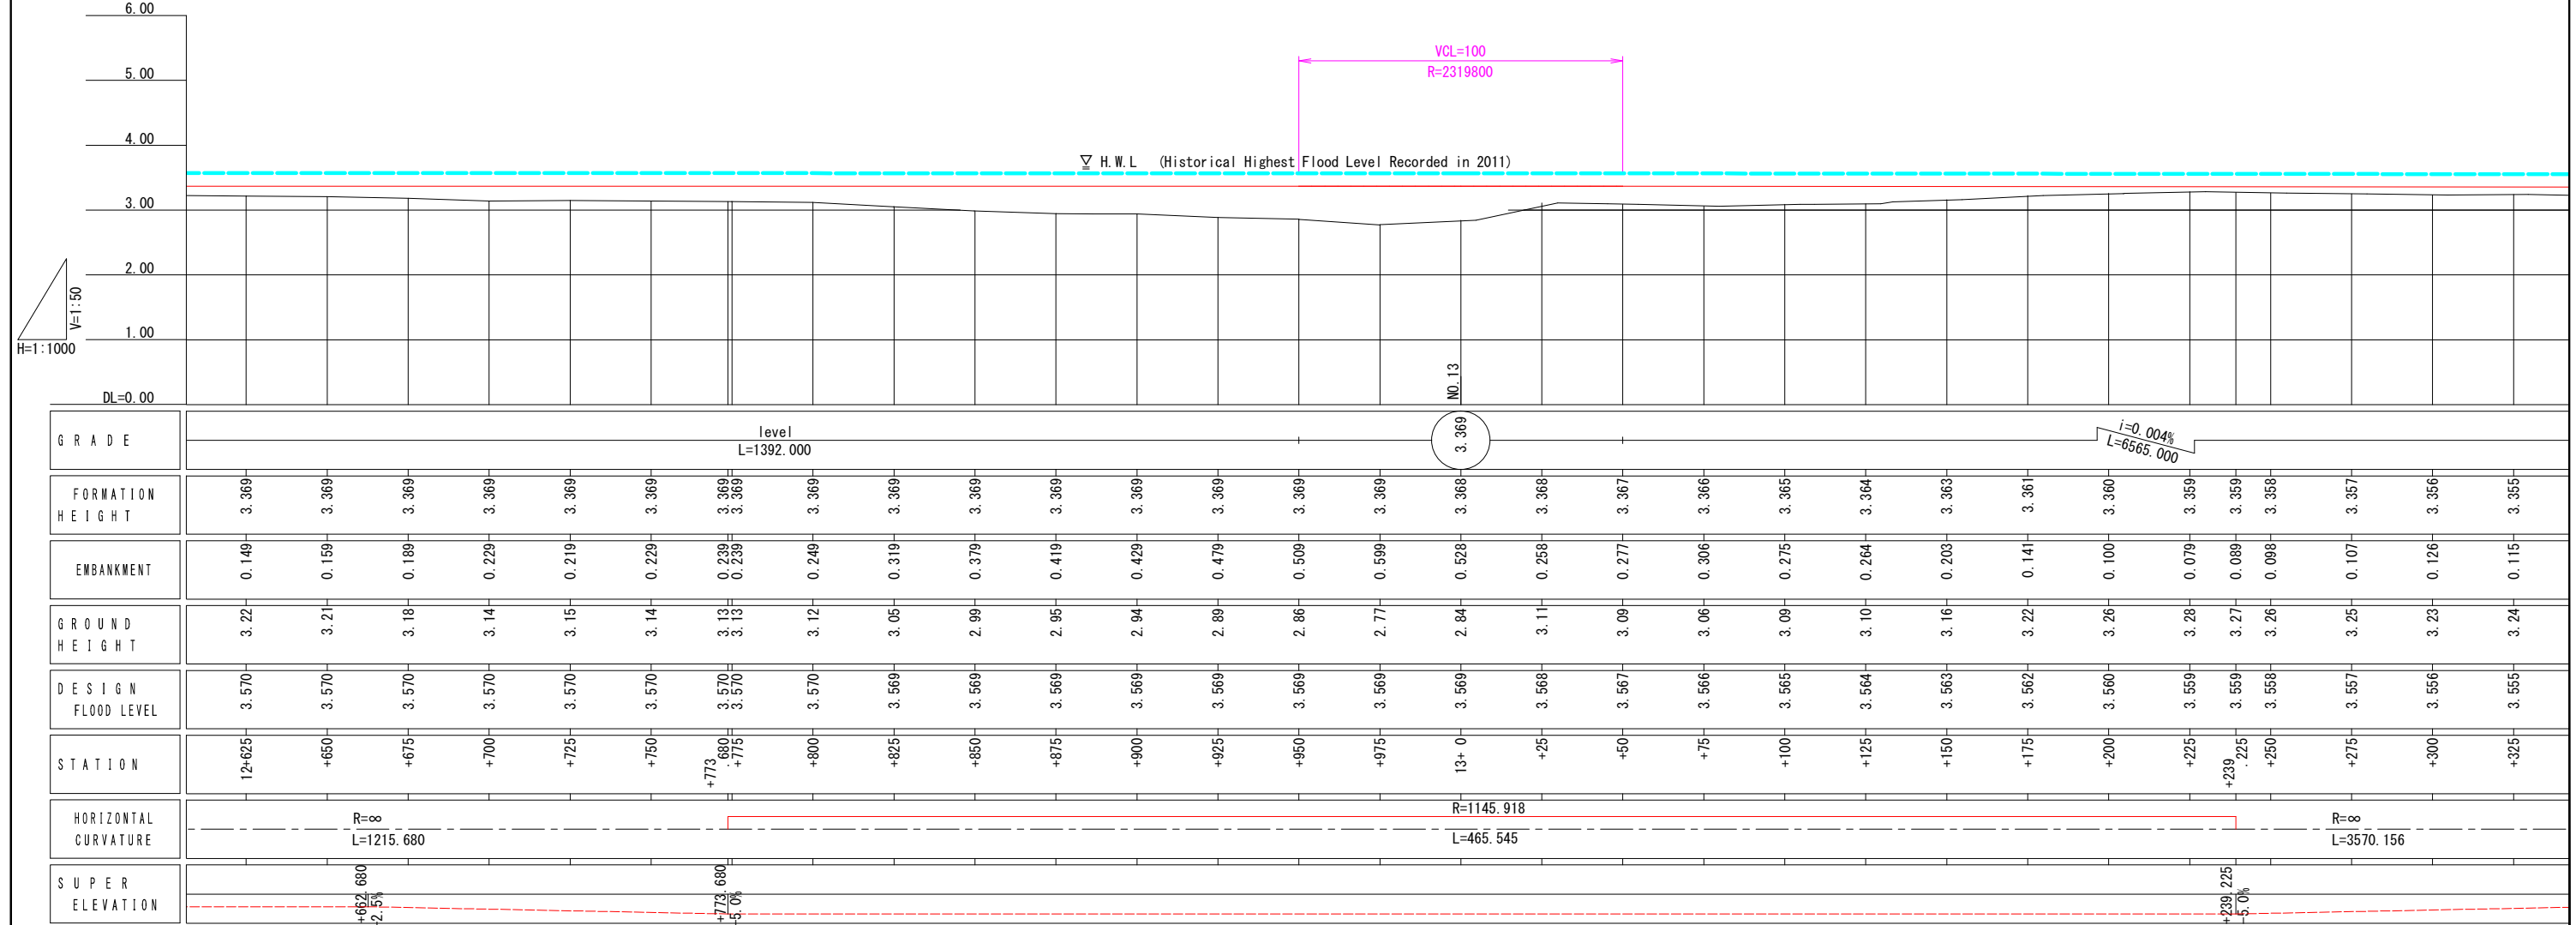 6.00
5.00
4.00
3.00
2.00
1.00
DL=0.00
V=1:50
H=1:1000
VCL=100
R=2319800
H.W.L (Historical Highest Flood Level Recorded in 2011)
NO.13
GRADE
level
L=1392.000
3.369
i=0.004%
L=6565.000
FORMATION
HEIGHT
3.369 3.369 3.369 3.369 3.369 3.369 3.369 3.369 3.369 3.369 3.369 3.369 3.369 3.369 3.369 3.369 3.368 3.368 3.367 3.366 3.365 3.364 3.363 3.361 3.360 3.359 3.359 3.358 3.357 3.356 3.355
EMBANKMENT
0.149 0.159 0.189 0.229 0.219 0.229 0.239 0.239 0.249 0.319 0.379 0.419 0.429 0.479 0.509 0.599 0.528 0.258 0.277 0.306 0.275 0.264 0.203 0.141 0.100 0.079 0.089 0.098 0.107 0.126 0.115
GROUND
HEIGHT
3.22 3.21 3.18 3.14 3.15 3.14 3.13 3.13 3.12 3.05 2.99 2.95 2.94 2.89 2.86 2.77 2.84 3.11 3.09 3.06 3.09 3.10 3.16 3.22 3.26 3.28 3.27 3.26 3.25 3.23 3.24
DESIGN
FLOOD LEVEL
3.570 3.570 3.570 3.570 3.570 3.570 3.570 3.570 3.570 3.569 3.569 3.569 3.569 3.569 3.569 3.569 3.569 3.568 3.567 3.566 3.565 3.564 3.563 3.562 3.560 3.559 3.559 3.558 3.557 3.556 3.555
STATION
12+625 +650 +675 +700 +725 +750 +773.680 +775 +800 +825 +850 +875 +900 +925 +950 +975 13+ 0 +25 +50 +75 +100 +125 +150 +175 +200 +225 +239.225 +250 +275 +300 +325
HORIZONTAL
CURVATURE
R=∞
L=1215.680
R=1145.918
L=465.545
R=∞
L=3570.156
SUPER
ELEVATION
+662.680
-2.5%
+773.680
-5.0%
+239.225
-5.0%